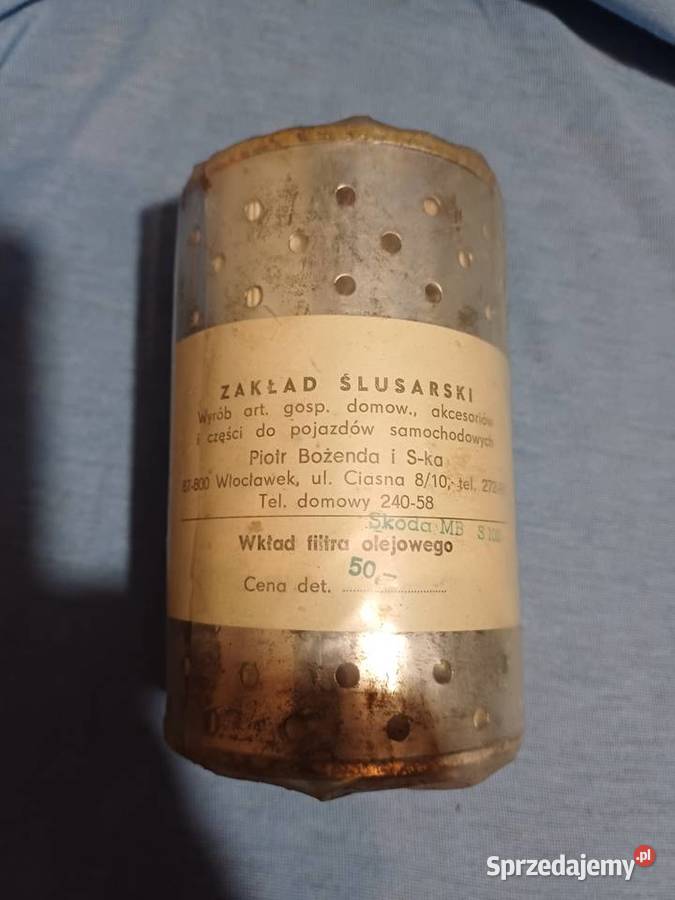 ZAKŁAD ŚLUSARSKI
Wyrób art. gosp. domow., akcesoriów
i części do pojazdów samochodowych
Piotr Bożenda i S-ka
87-800 Włocławek, ul. Ciasna 8/10, tel.
Tel. domowy 240-58
Skoda MB S
Wkład filtra olejowego
50,-
Cena det.
Sprzedajemy.pl